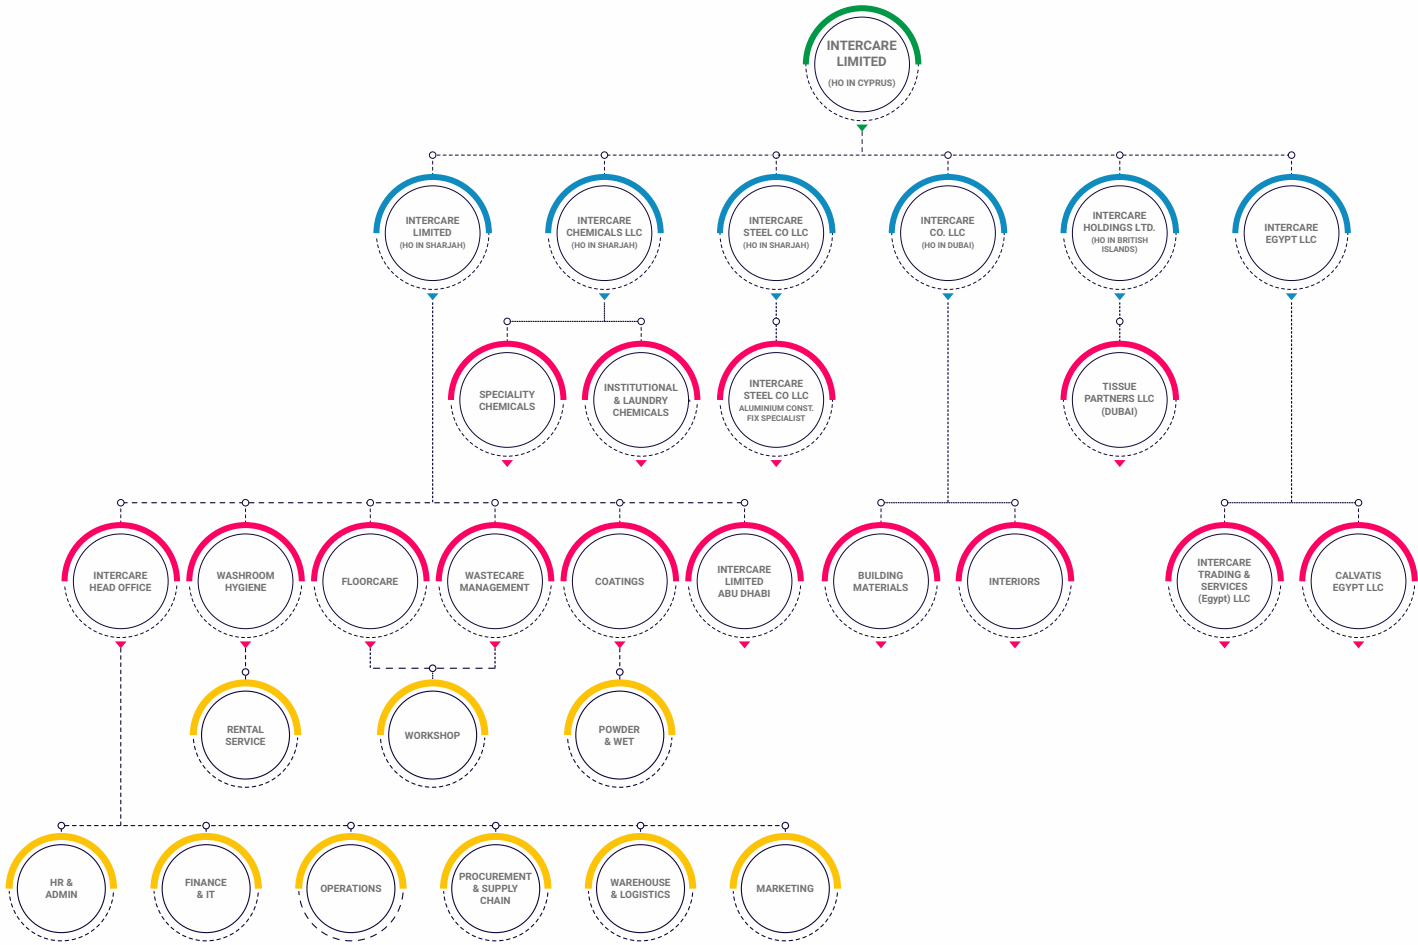 INTERCARE
LIMITED
(HO IN CYPRUS)
INTERCARE
LIMITED
(HO IN SHARJAH)
INTERCARE
CHEMICALS LLC
(HO IN SHARJAH)
INTERCARE
STEEL CO LLC
(HO IN SHARJAH)
INTERCARE
CO. LLC
(HO IN DUBAI)
INTERCARE
HOLDINGS LTD.
(HO IN BRITISH
ISLANDS)
INTERCARE
EGYPT LLC
SPECIALITY
CHEMICALS
INSTITUTIONAL
& LAUNDRY
CHEMICALS
INTERCARE
STEEL CO LLC
ALUMINIUM CONST.
FIX SPECIALIST
TISSUE
PARTNERS LLC
(DUBAI)
INTERCARE
HEAD OFFICE
WASHROOM
HYGIENE
FLOORCARE
WASTECARE
MANAGEMENT
COATINGS
INTERCARE
LIMITED
ABU DHABI
BUILDING
MATERIALS
INTERIORS
INTERCARE
TRADING &
SERVICES
(Egypt) LLC
CALVATIS
EGYPT LLC
RENTAL
SERVICE
WORKSHOP
POWDER
& WET
HR &
ADMIN
FINANCE
& IT
OPERATIONS
PROCUREMENT
& SUPPLY
CHAIN
WAREHOUSE
& LOGISTICS
MARKETING